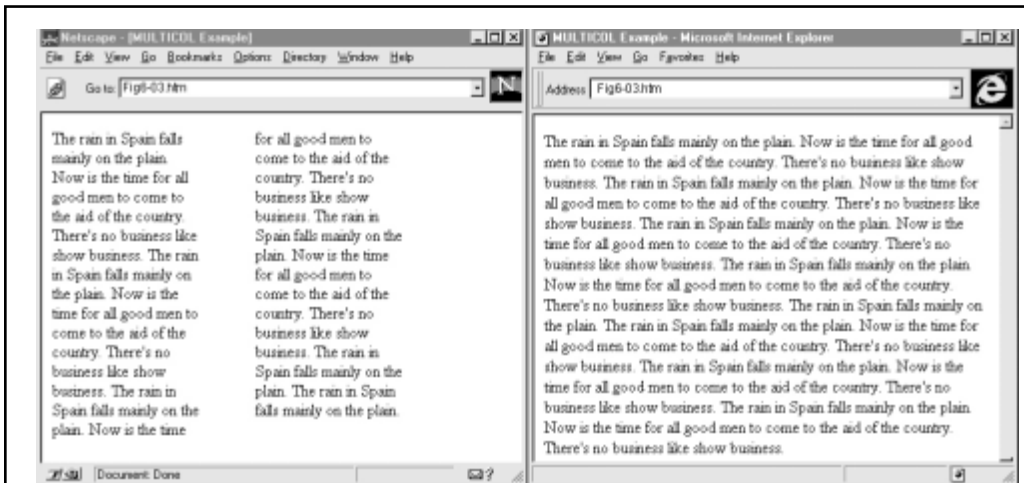 Netscape - [MULTICOL Example]
File Edit View Go Bookmarks Options Directory Window Help
Go to: Fig6-03.htm
N
The rain in Spain falls
mainly on the plain.
Now is the time for all
good men to come to
the aid of the country.
There's no business like
show business. The rain
in Spain falls mainly on
the plain. Now is the
time for all good men to
come to the aid of the
country. There's no
business like show
business. The rain in
Spain falls mainly on the
plain. Now is the time
for all good men to
come to the aid of the
country. There's no
business like show
business. The rain in
Spain falls mainly on the
plain. Now is the time
for all good men to
come to the aid of the
country. There's no
business like show
business. The rain in
Spain falls mainly on the
plain. The rain in Spain
falls mainly on the plain.
Document: Done
?
MULTICOL Example - Microsoft Internet Explorer
File Edit View Go Favorites Help
Address Fig6-03.htm
The rain in Spain falls mainly on the plain. Now is the time for all good
men to come to the aid of the country. There's no business like show
business. The rain in Spain falls mainly on the plain. Now is the time for
all good men to come to the aid of the country. There's no business like
show business. The rain in Spain falls mainly on the plain. Now is the
time for all good men to come to the aid of the country. There's no
business like show business. The rain in Spain falls mainly on the plain.
Now is the time for all good men to come to the aid of the country.
There's no business like show business. The rain in Spain falls mainly on
the plain. The rain in Spain falls mainly on the plain. Now is the time for
all good men to come to the aid of the country. There's no business like
show business. The rain in Spain falls mainly on the plain. Now is the
time for all good men to come to the aid of the country. There's no
business like show business. The rain in Spain falls mainly on the plain.
Now is the time for all good men to come to the aid of the country.
There's no business like show business.